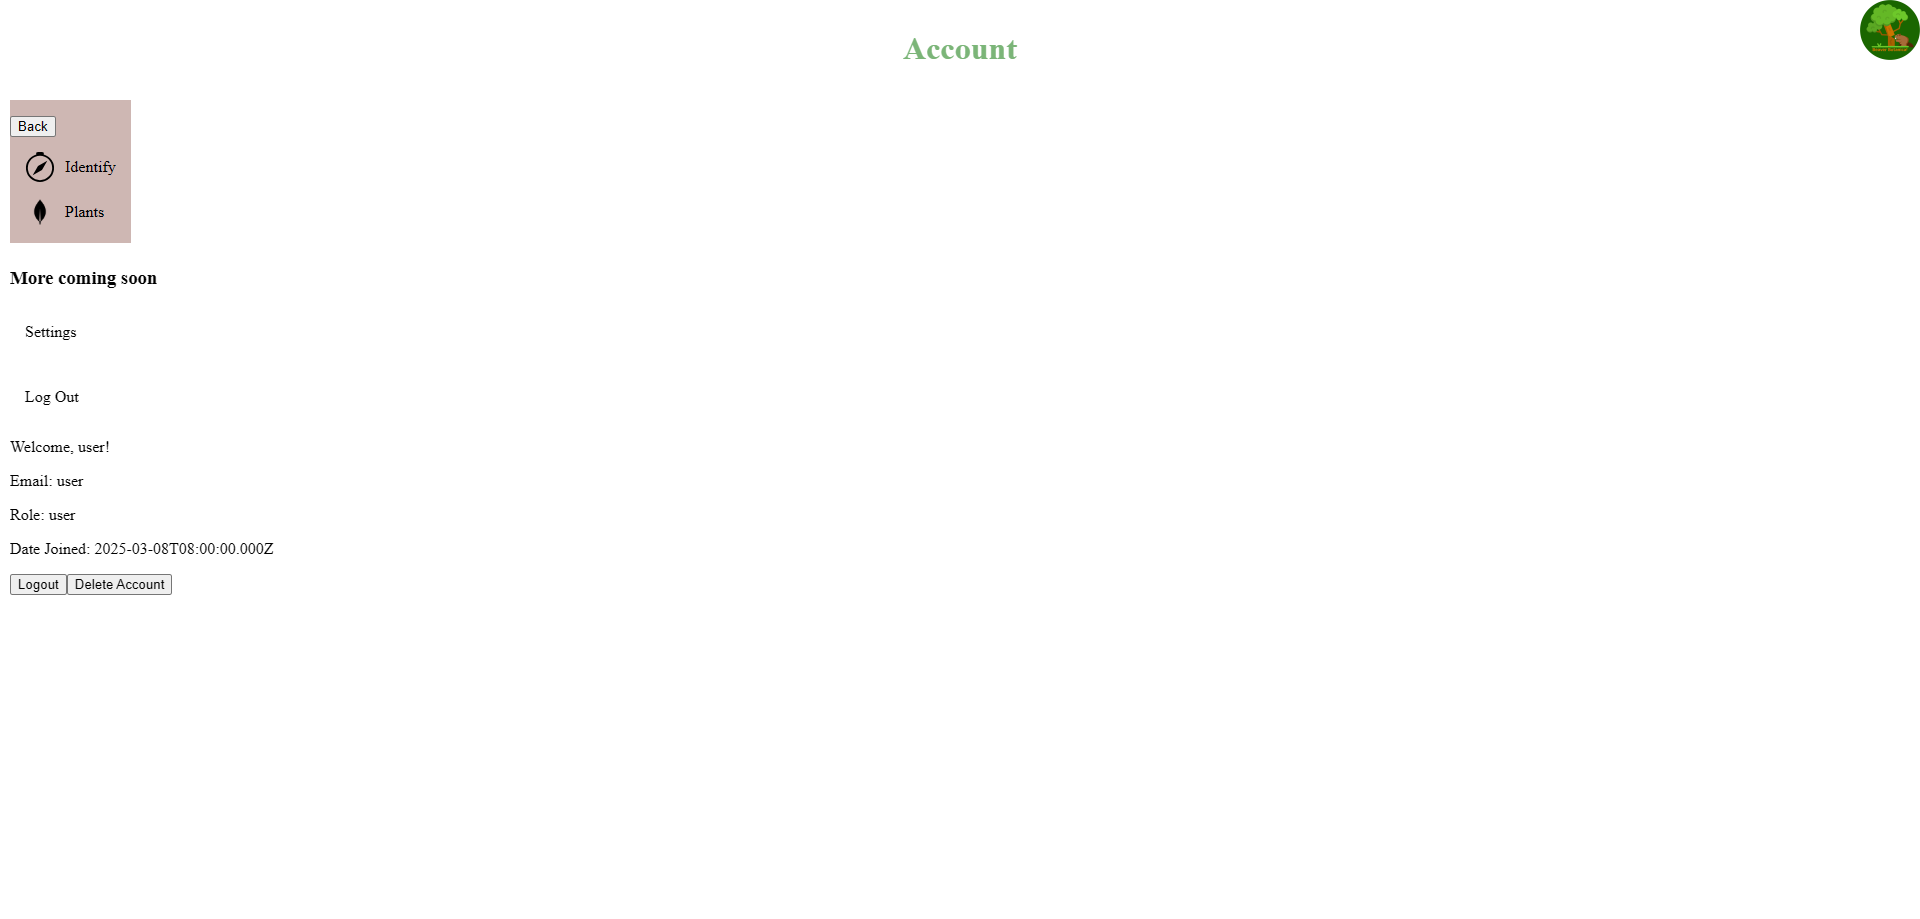 Account
Back
Identify
Plants
More coming soon
Settings
Log Out
Welcome, user!
Email: user
Role: user
Date Joined: 2025-03-08T08:00:00.000Z
Logout
Delete Account